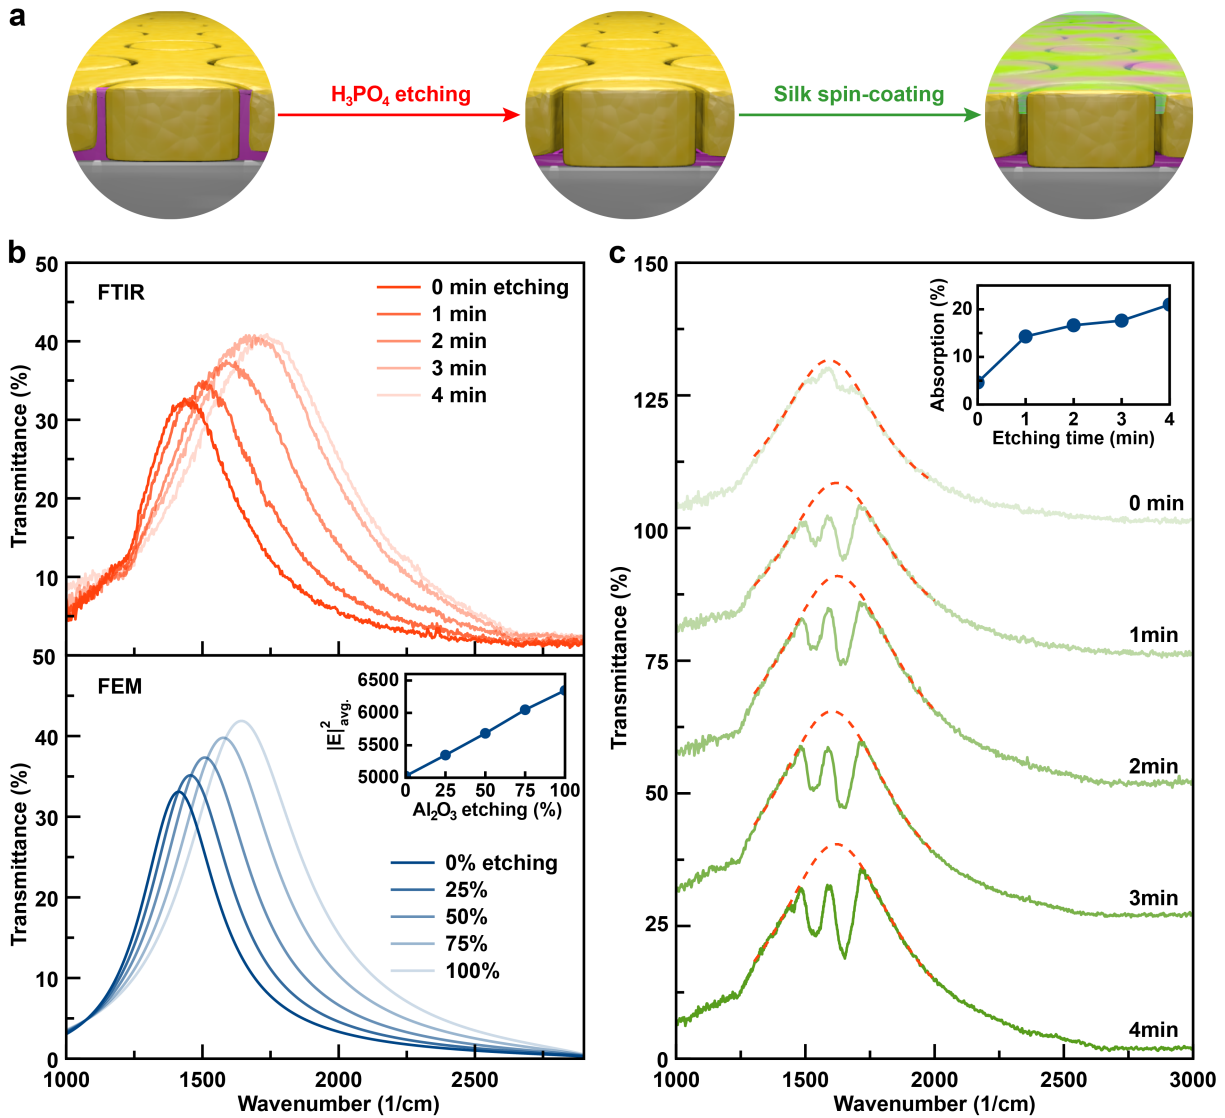 a
H₃PO₄ etching
Silk spin-coating
b
50
40
30
20
10
Transmittance (%)
FTIR
0 min etching
1 min
2 min
3 min
4 min
50
40
30
20
10
0
Transmittance (%)
FEM
6500
6000
5500
5000
|E|²avg.
0 25 50 75 100
Al₂O₃ etching (%)
0% etching
25%
50%
75%
100%
1000 1500 2000 2500
Wavenumber (1/cm)
c
150
125
100
75
50
25
0
Transmittance (%)
Absorption (%)
20
10
0
0 1 2 3 4
Etching time (min)
0 min
1min
2min
3min
4min
1000 1500 2000 2500 3000
Wavenumber (1/cm)